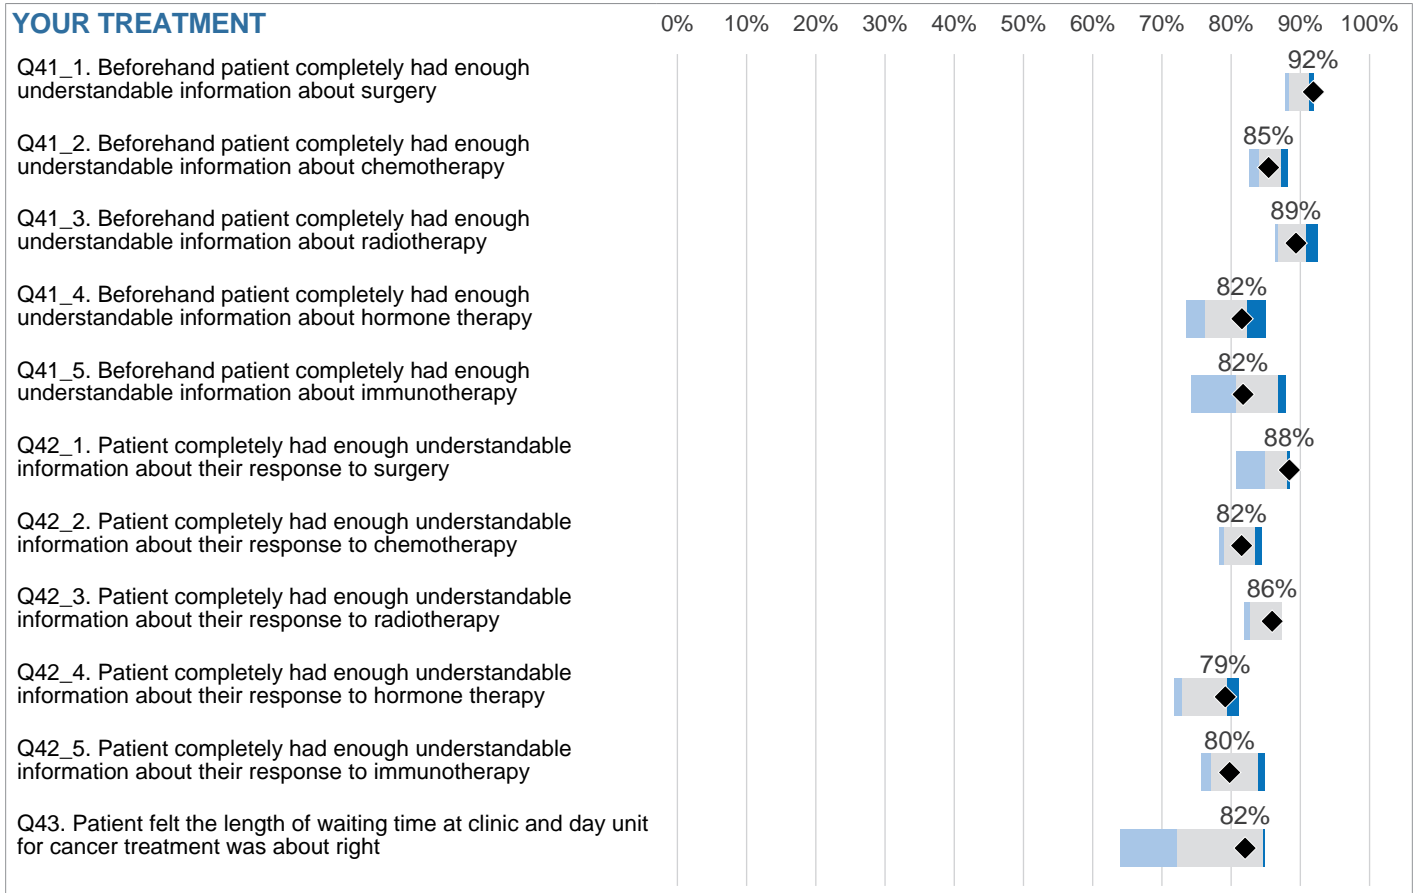 YOUR TREATMENT
0% 10% 20% 30% 40% 50% 60% 70% 80% 90% 100%
Q41_1. Beforehand patient completely had enough
understandable information about surgery
92%
Q41_2. Beforehand patient completely had enough
understandable information about chemotherapy
85%
Q41_3. Beforehand patient completely had enough
understandable information about radiotherapy
89%
Q41_4. Beforehand patient completely had enough
understandable information about hormone therapy
82%
Q41_5. Beforehand patient completely had enough
understandable information about immunotherapy
82%
Q42_1. Patient completely had enough understandable
information about their response to surgery
88%
Q42_2. Patient completely had enough understandable
information about their response to chemotherapy
82%
Q42_3. Patient completely had enough understandable
information about their response to radiotherapy
86%
Q42_4. Patient completely had enough understandable
information about their response to hormone therapy
79%
Q42_5. Patient completely had enough understandable
information about their response to immunotherapy
80%
Q43. Patient felt the length of waiting time at clinic and day unit
for cancer treatment was about right
82%